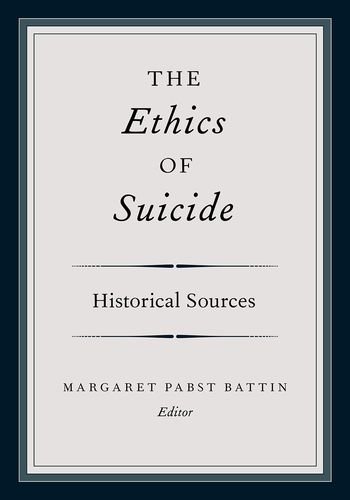 THE
Ethics
OF
Suicide
Historical Sources
MARGARET PABST BATTIN
Editor